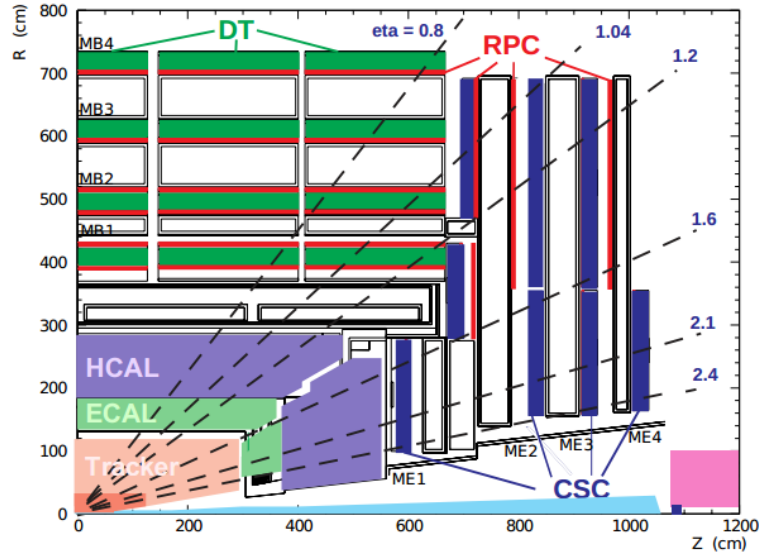 R (cm)
800
700
600
500
400
300
200
100
0
MB4
MB3
MB2
MB1
DT
eta = 0.8
RPC
1.04
1.2
1.6
2.1
2.4
HCAL
ECAL
Tracker
ME1
ME2
ME3
ME4
CSC
0
200
400
600
800
1000
1200
Z (cm)